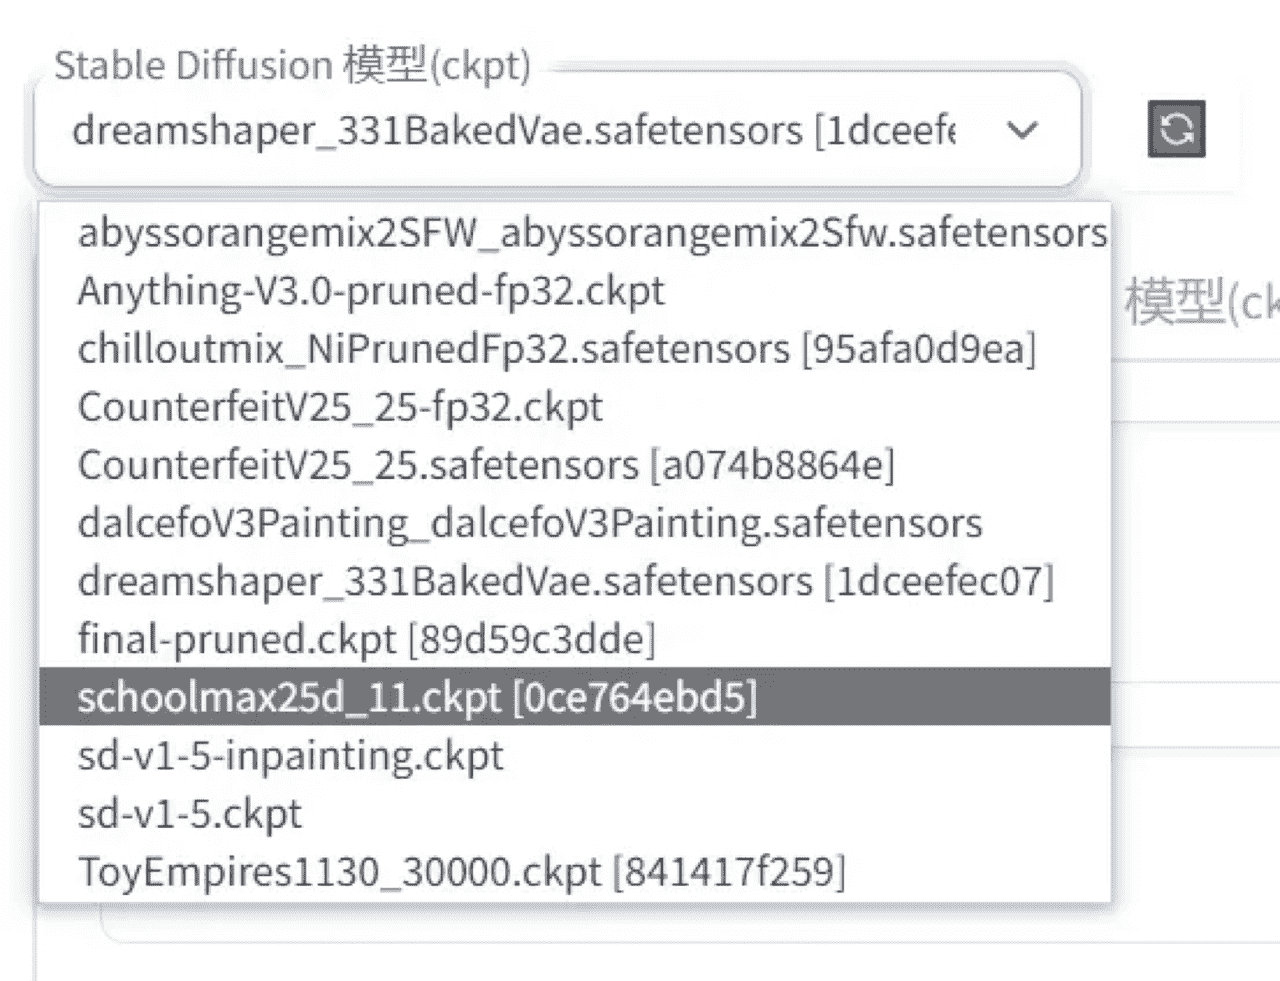 Stable Diffusion 模型(ckpt)
dreamshaper_331BakedVae.safetensors [1dceefe
abyssorangemix2SFW_abyssorangemix2Sfw.safetensors
Anything-V3.0-pruned-fp32.ckpt
模型(ck
chilloutmix_NiPrunedFp32.safetensors [95afa0d9ea]
CounterfeitV25_25-fp32.ckpt
CounterfeitV25_25.safetensors [a074b8864e]
dalcefoV3Painting_dalcefoV3Painting.safetensors
dreamshaper_331BakedVae.safetensors [1dceefec07]
final-pruned.ckpt [89d59c3dde]
schoolmax25d_11.ckpt [0ce764ebd5]
sd-v1-5-inpainting.ckpt
sd-v1-5.ckpt
ToyEmpires1130_30000.ckpt [841417f259]